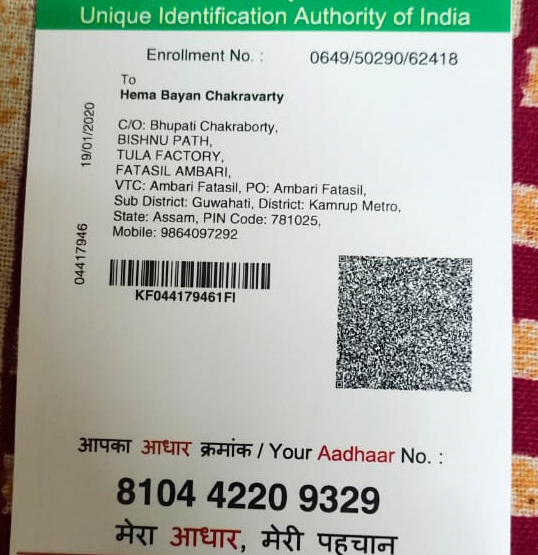 Unique Identification Authority of India
Enrollment No. : 0649/50290/62418
To
Hema Bayan Chakravarty
C/O: Bhupati Chakraborty,
BISHNU PATH,
TULA FACTORY,
FATASIL AMBARI,
VTC: Ambari Fatasil, PO: Ambari Fatasil,
Sub District: Guwahati, District: Kamrup Metro,
State: Assam, PIN Code: 781025,
Mobile: 9864097292
19/01/2020
04417946
KF044179461FI
आपका आधार क्रमांक / Your Aadhaar No. :
8104 4220 9329
मेरा आधार, मेरी पहचान